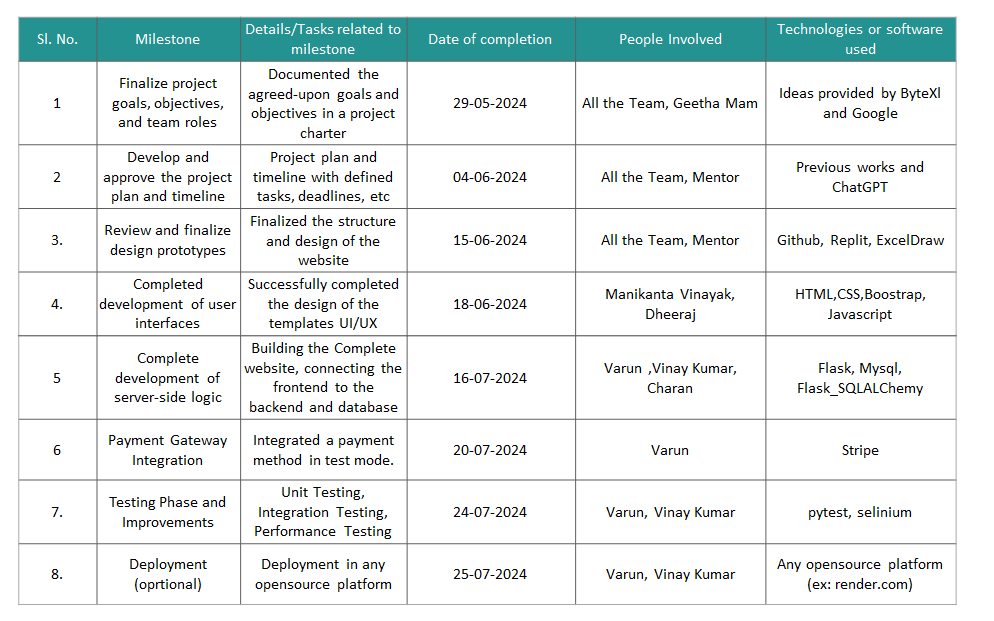 Sl. No.
Milestone
Details/Tasks related to
milestone
Date of completion
People Involved
Technologies or software
used
1
Finalize project
goals, objectives,
and team roles
Documented the
agreed-upon goals and
objectives in a project
charter
29-05-2024
All the Team, Geetha Mam
Ideas provided by ByteXl
and Google
2
Develop and
approve the project
plan and timeline
Project plan and
timeline with defined
tasks, deadlines, etc
04-06-2024
All the Team, Mentor
Previous works and
ChatGPT
3.
Review and finalize
design prototypes
Finalized the structure
and design of the
website
15-06-2024
All the Team, Mentor
Github, Replit, ExcelDraw
4.
Completed
development of user
interfaces
Successfully completed
the design of the
templates UI/UX
18-06-2024
Manikanta Vinayak,
Dheeraj
HTML,CSS,Boostrap,
Javascript
5
Complete
development of
server-side logic
Building the Complete
website, connecting the
frontend to the
backend and database
16-07-2024
Varun ,Vinay Kumar,
Charan
Flask, Mysql,
Flask_SQLALChemy
6
Payment Gateway
Integration
Integrated a payment
method in test mode.
20-07-2024
Varun
Stripe
7.
Testing Phase and
Improvements
Unit Testing,
Integration Testing,
Performance Testing
24-07-2024
Varun, Vinay Kumar
pytest, selinium
8.
Deployment
(oprtional)
Deployment in any
opensource platform
25-07-2024
Varun, Vinay Kumar
Any opensource platform
(ex: render.com)